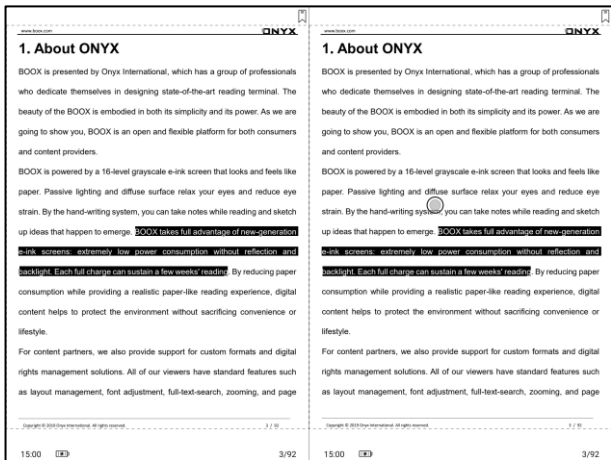 www.boox.com
ONYX
1. About ONYX
BOOX is presented by Onyx International, which has a group of professionals
who dedicate themselves in designing state-of-the-art reading terminal. The
beauty of the BOOX is embodied in both its simplicity and its power. As we are
going to show you, BOOX is an open and flexible platform for both consumers
and content providers.
BOOX is powered by a 16-level grayscale e-ink screen that looks and feels like
paper. Passive lighting and diffuse surface relax your eyes and reduce eye
strain. By the hand-writing system, you can take notes while reading and sketch
up ideas that happen to emerge. BOOX takes full advantage of new-generation
e-ink screens: extremely low power consumption without reflection and
backlight. Each full charge can sustain a few weeks' reading. By reducing paper
consumption while providing a realistic paper-like reading experience, digital
content helps to protect the environment without sacrificing convenience or
lifestyle.
For content partners, we also provide support for custom formats and digital
rights management solutions. All of our viewers have standard features such
as layout management, font adjustment, full-text-search, zooming, and page
Copyright © 2019 Onyx International. All rights reserved.
15:00
3/92
www.boox.com
ONYX
1. About ONYX
BOOX is presented by Onyx International, which has a group of professionals
who dedicate themselves in designing state-of-the-art reading terminal. The
beauty of the BOOX is embodied in both its simplicity and its power. As we are
going to show you, BOOX is an open and flexible platform for both consumers
and content providers.
BOOX is powered by a 16-level grayscale e-ink screen that looks and feels like
paper. Passive lighting and diffuse surface relax your eyes and reduce eye
strain. By the hand-writing system, you can take notes while reading and sketch
up ideas that happen to emerge. BOOX takes full advantage of new-generation
e-ink screens: extremely low power consumption without reflection and
backlight. Each full charge can sustain a few weeks' reading. By reducing paper
consumption while providing a realistic paper-like reading experience, digital
content helps to protect the environment without sacrificing convenience or
lifestyle.
For content partners, we also provide support for custom formats and digital
rights management solutions. All of our viewers have standard features such
as layout management, font adjustment, full-text-search, zooming, and page
Copyright © 2019 Onyx International. All rights reserved.
15:00
3/92